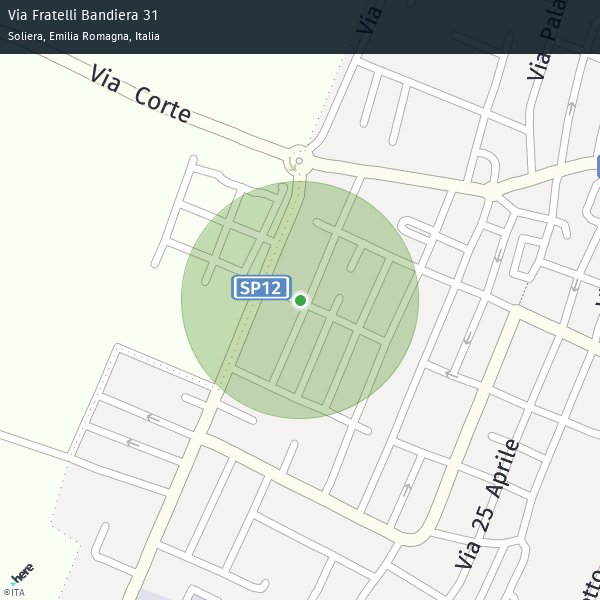 Via Fratelli Bandiera 31
Soliera, Emilia Romagna, Italia
Via
Via Pala
Via Corte
SP12
Via 25 Aprile
etto
here
©ITA